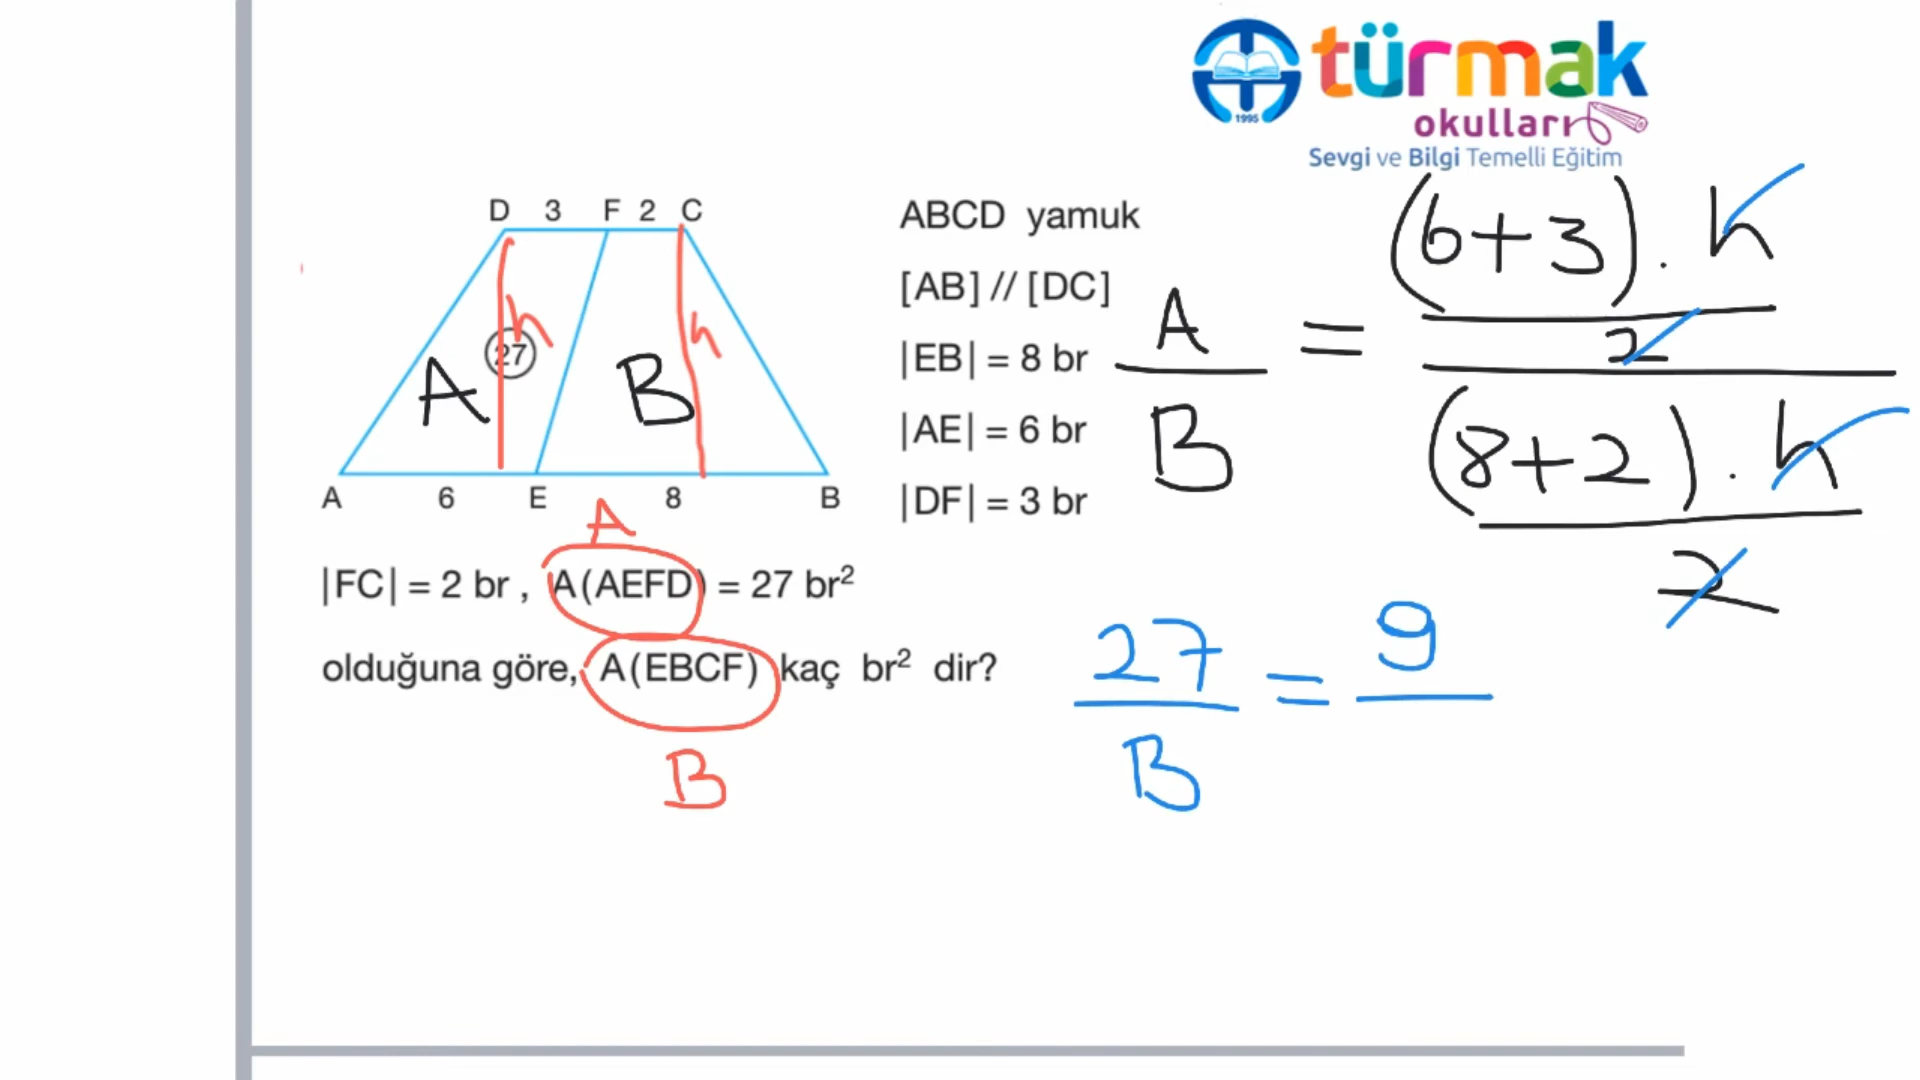 1995
türmak
okulları
Sevgi ve Bilgi Temelli Eğitim
D 3 F 2 C
h h
27
A B
A 6 E 8 B
ABCD yamuk
[AB] // [DC]
|EB| = 8 br
|AE| = 6 br
|DF| = 3 br
|FC| = 2 br , A(AEFD) = 27 br²
olduğuna göre, A(EBCF) kaç br² dir?
A
B
A = (6+3) . h
2
B (8+2) . h
2
27 = 9
B